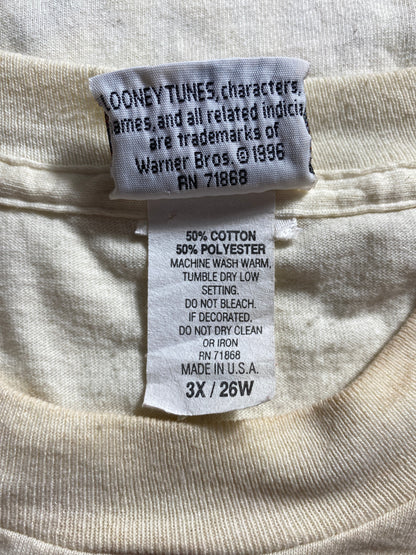 LOONEY TUNES, characters,
ames, and all related indicia
are trademarks of
Warner Bros. © 1996
RN 71868
50% COTTON
50% POLYESTER
MACHINE WASH WARM,
TUMBLE DRY LOW
SETTING.
DO NOT BLEACH.
IF DECORATED,
DO NOT DRY CLEAN
OR IRON
RN 71868
MADE IN U.S.A.
3X / 26W